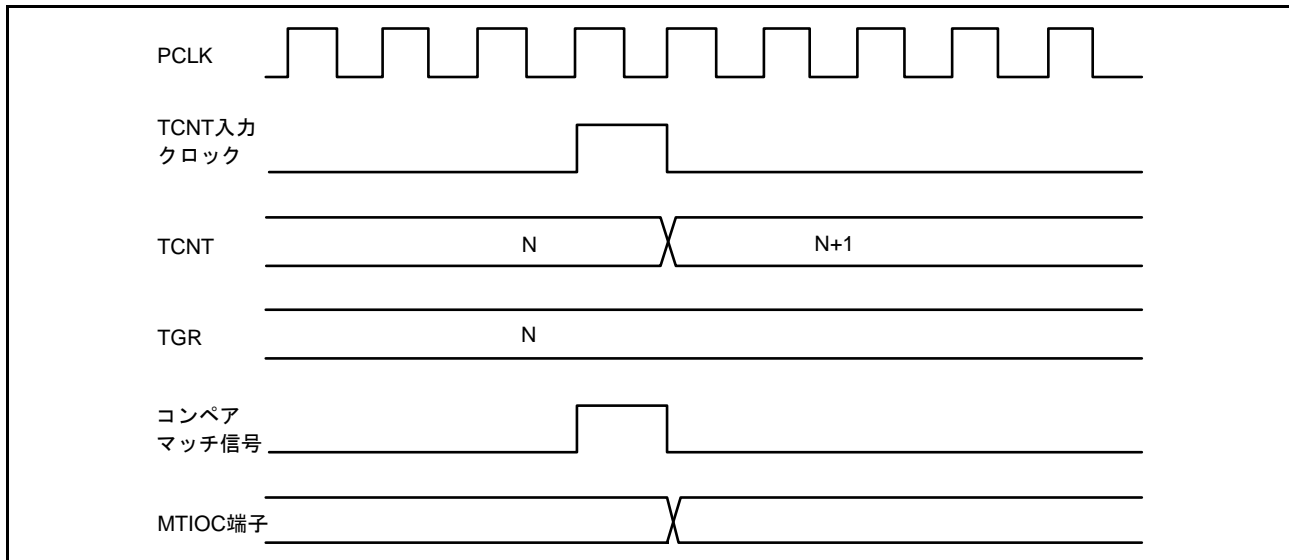 PCLK
TCNT入力
クロック
TCNT
N
N+1
TGR
N
コンペア
マッチ信号
MTIOC端子